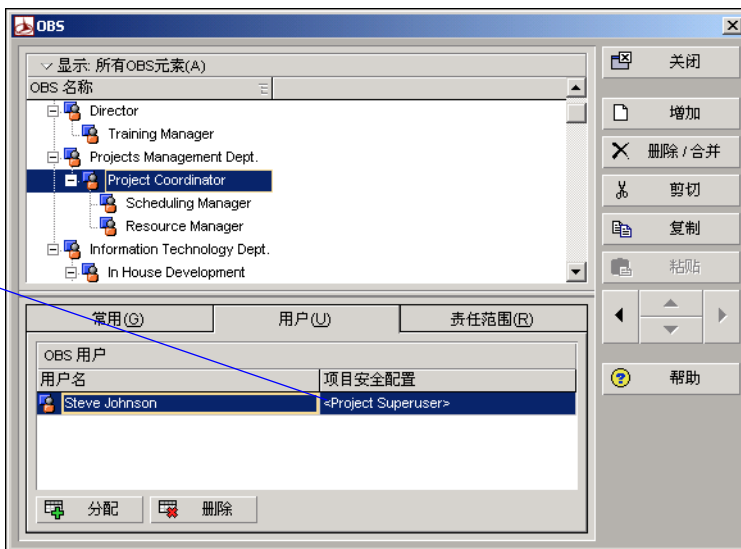 OBS
显示: 所有OBS元素(A)
OBS 名称
Director
Training Manager
Projects Management Dept.
Project Coordinator
Scheduling Manager
Resource Manager
Information Technology Dept.
In House Development
常用(G) 用户(U) 责任范围(R)
OBS 用户
用户名 项目安全配置
Steve Johnson <Project Superuser>
分配 删除
关闭
增加
删除 / 合并
剪切
复制
粘贴
帮助